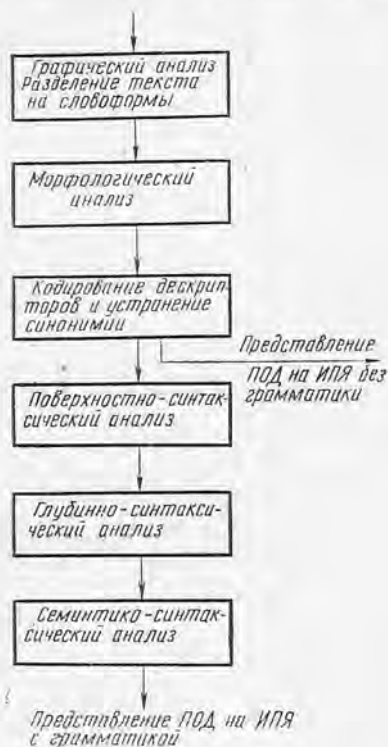 Графический анализ
Разделение текста
на словоформы
Морфологический
анализ
Кодирование дескрип-
торов и устранение
синонимии
Представление
ПОД на ИПЯ без
грамматики
Поверхностно-синтак-
сический анализ
Глубинно-синтакси-
ческий анализ
Семинтико-синтак-
сический анализ
Представление ПОД на ИПЯ
с грамматикой